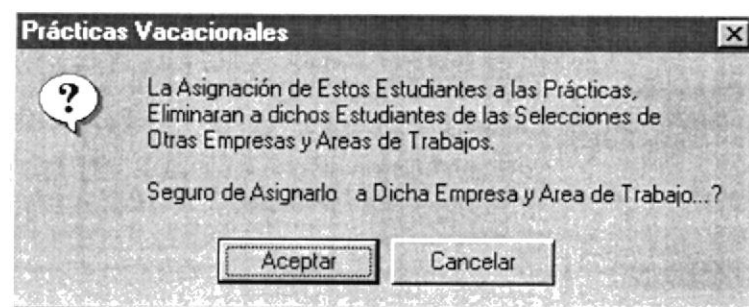 Prácticas Vacacionales
La Asignación de Estos Estudiantes a las Prácticas,
Eliminaran a dichos Estudiantes de las Selecciones de
Otras Empresas y Areas de Trabajos.
Seguro de Asignarlo a Dicha Empresa y Area de Trabajo...?
Aceptar Cancelar